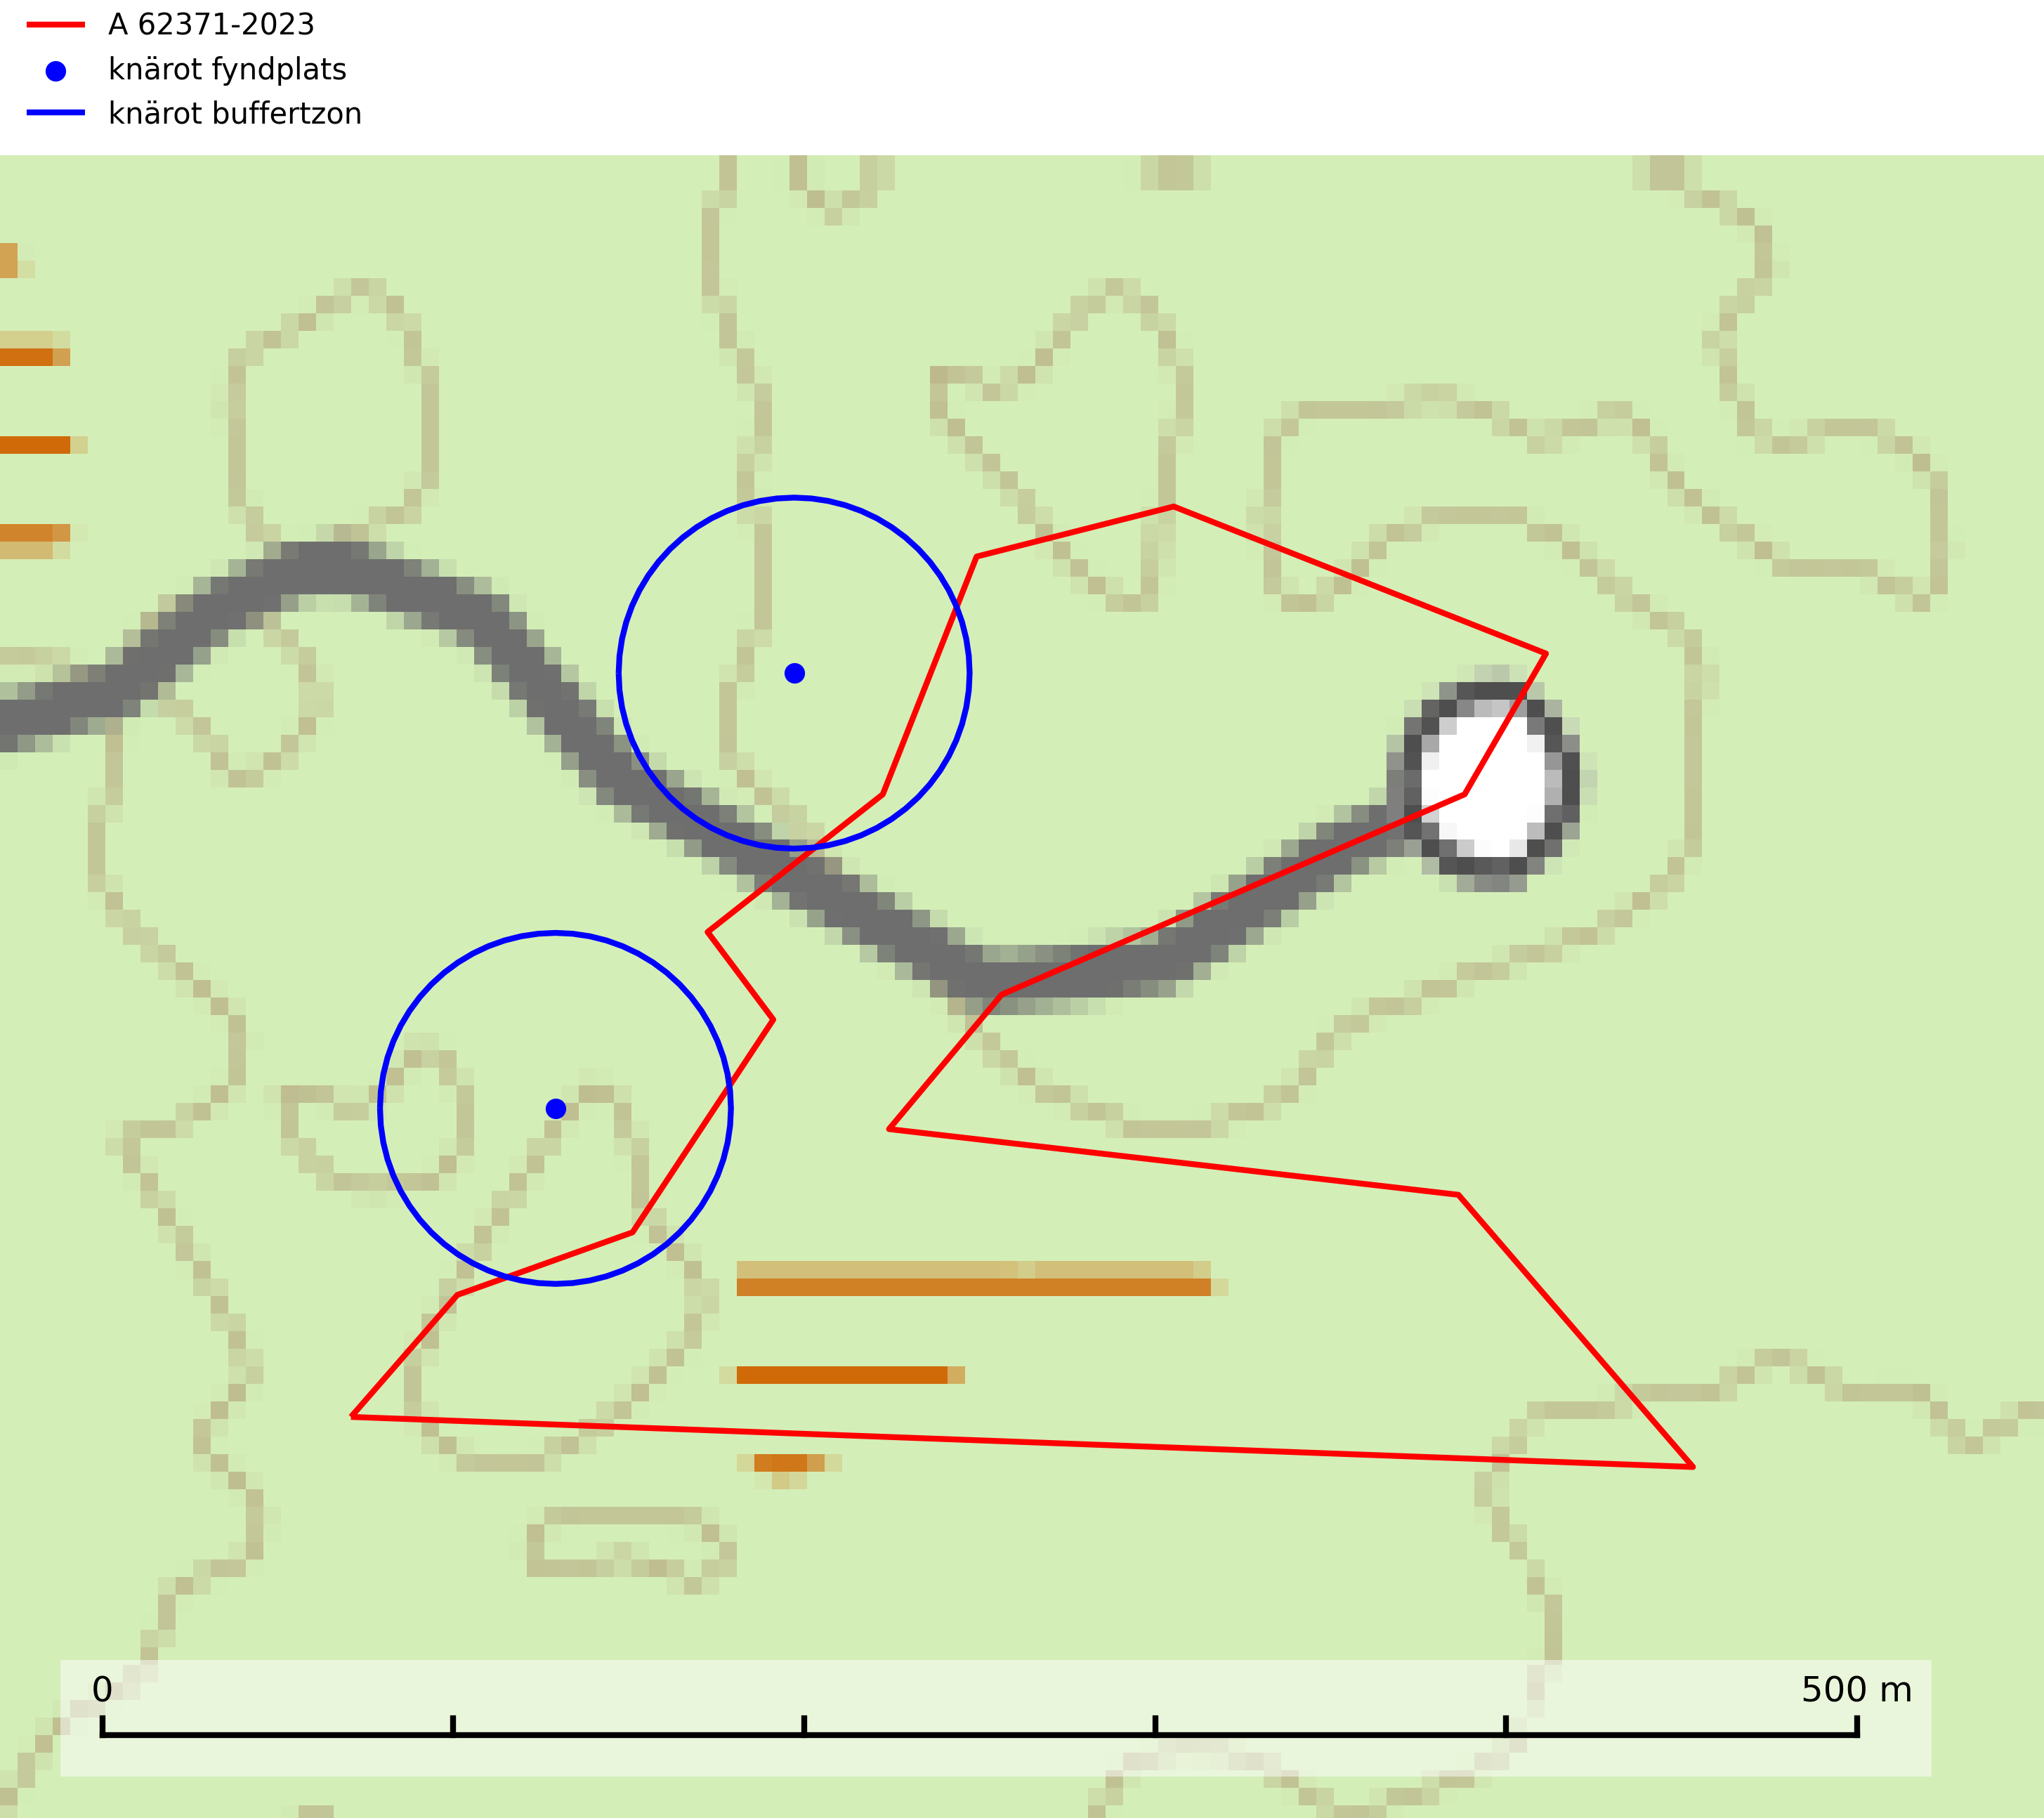 A 62371-2023
knärot fyndplats
knärot buffertzon
0 500 m